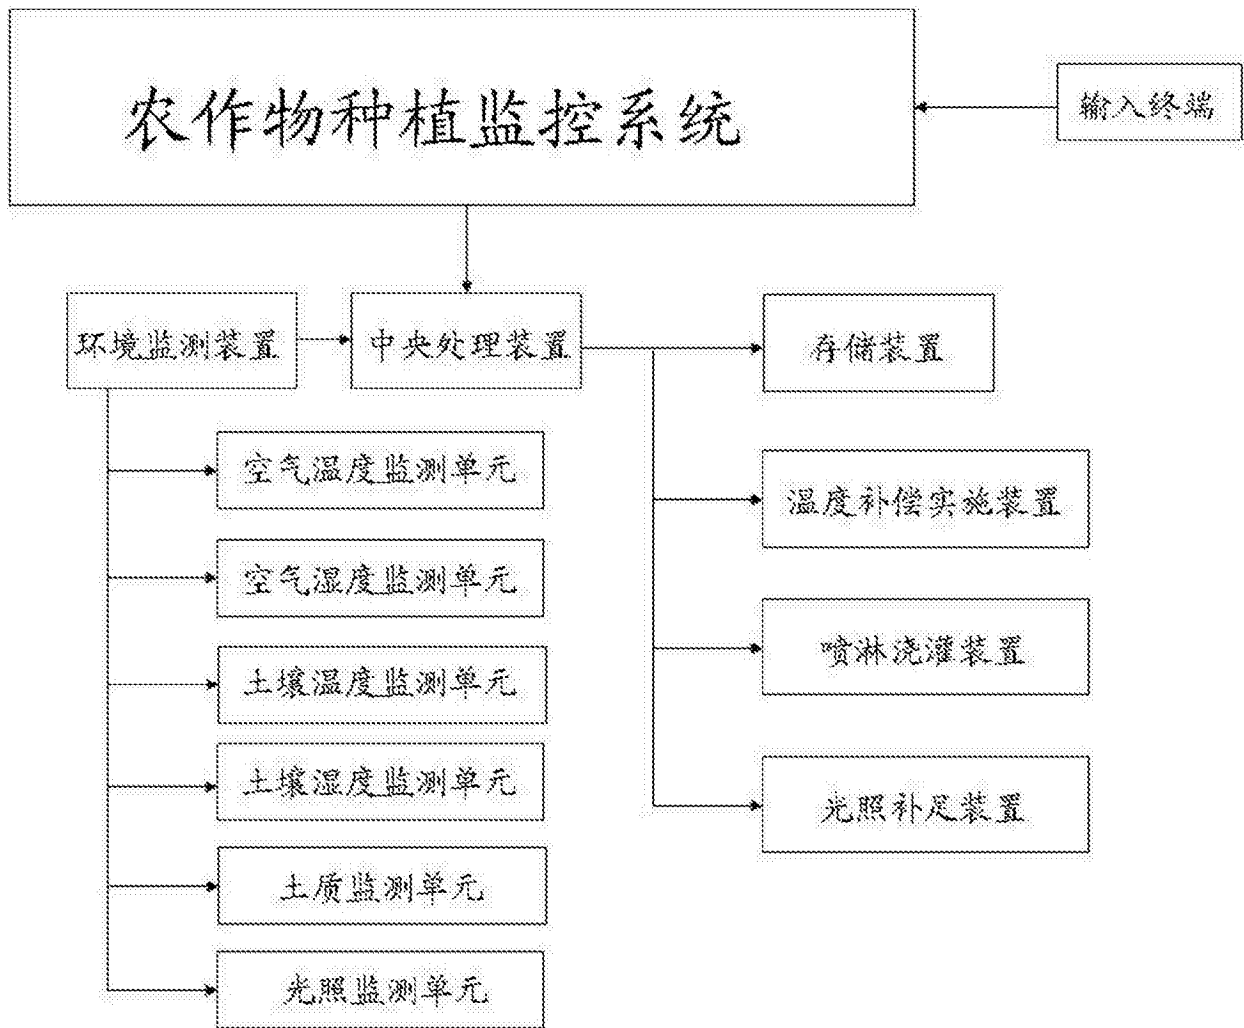 农作物种植监控系统
输入终端
环境监测装置
中央处理装置
存储装置
空气温度监测单元
空气湿度监测单元
土壤温度监测单元
土壤湿度监测单元
土质监测单元
光照监测单元
温度补偿实施装置
喷淋浇灌装置
光照补足装置